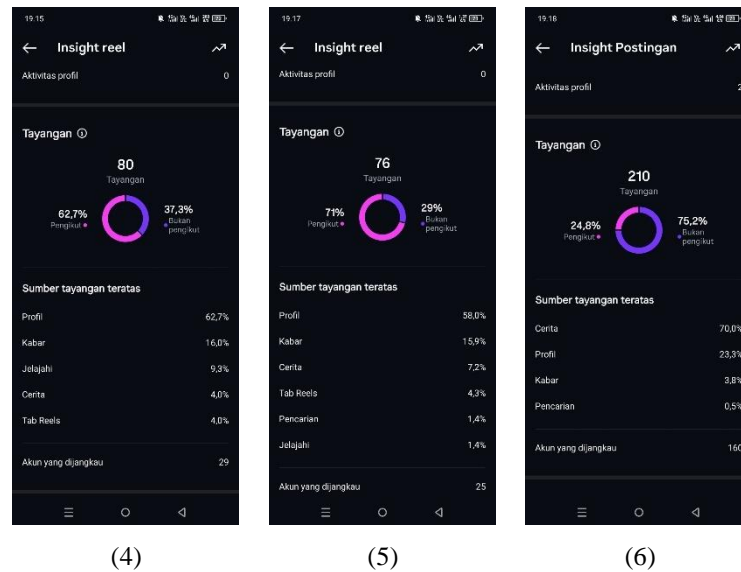 19.15
Insight reel
Aktivitas profil 0
Tayangan
80
Tayangan
62,7%
Pengikut
37,3%
Bukan
pengikut
Sumber tayangan teratas
Profil 62,7%
Kabar 16,0%
Jelajahi 9,3%
Cerita 4,0%
Tab Reels 4,0%
Akun yang dijangkau 29
(4)
19.17
Insight reel
Aktivitas profil 0
Tayangan
76
Tayangan
71%
Pengikut
29%
Bukan
pengikut
Sumber tayangan teratas
Profil 58,0%
Kabar 15,9%
Cerita 7,2%
Tab Reels 4,3%
Pencarian 1,4%
Jelajahi 1,4%
Akun yang dijangkau 25
(5)
19.18
Insight Postingan
Aktivitas profil 2
Tayangan
210
Tayangan
24,8%
Pengikut
75,2%
Bukan
pengikut
Sumber tayangan teratas
Cerita 70,0%
Profil 23,3%
Kabar 3,8%
Pencarian 0,5%
Akun yang dijangkau 160
(6)